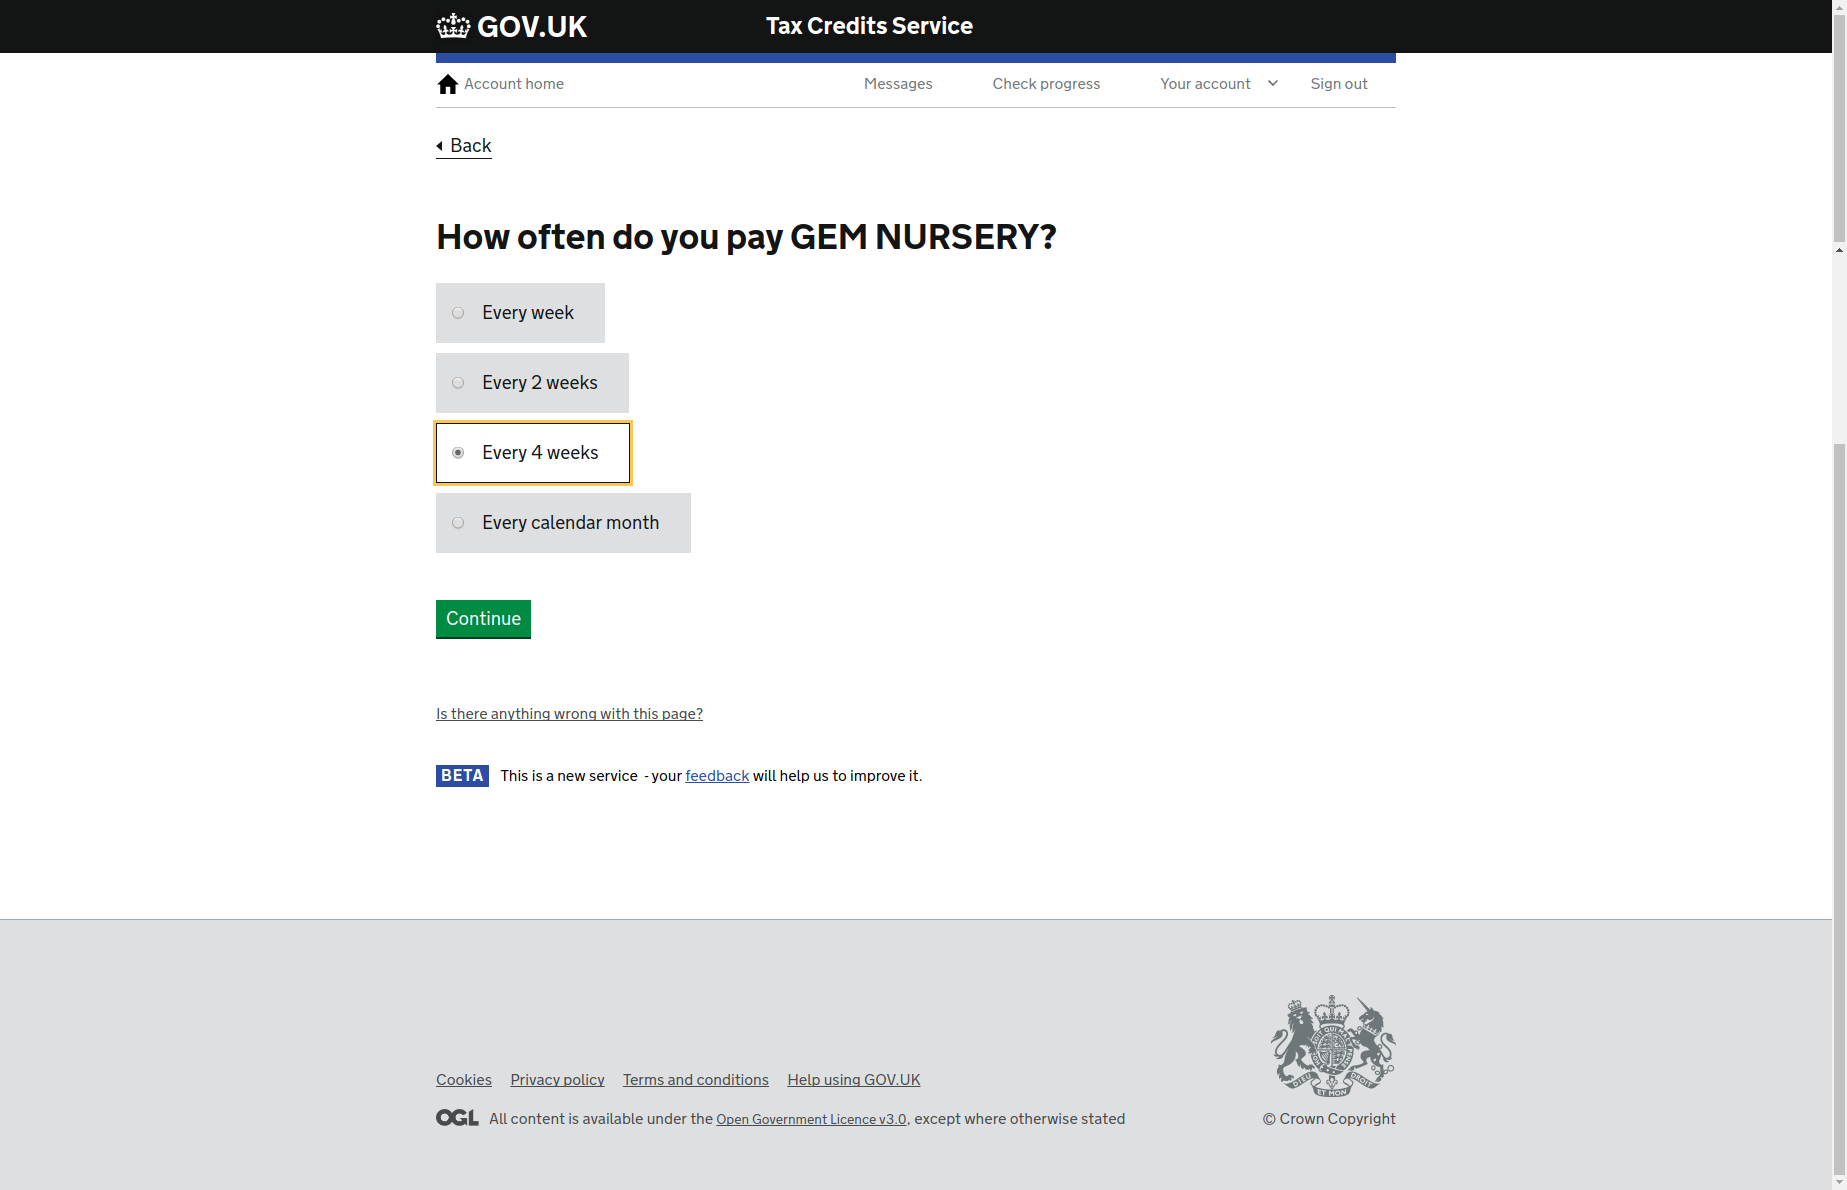 GOV.UK
Tax Credits Service
Account home
Messages
Check progress
Your account
Sign out
Back
How often do you pay GEM NURSERY?
Every week
Every 2 weeks
Every 4 weeks
Every calendar month
Continue
Is there anything wrong with this page?
BETA This is a new service - your feedback will help us to improve it.
Cookies Privacy policy Terms and conditions Help using GOV.UK
OGL All content is available under the Open Government Licence v3.0, except where otherwise stated
© Crown Copyright